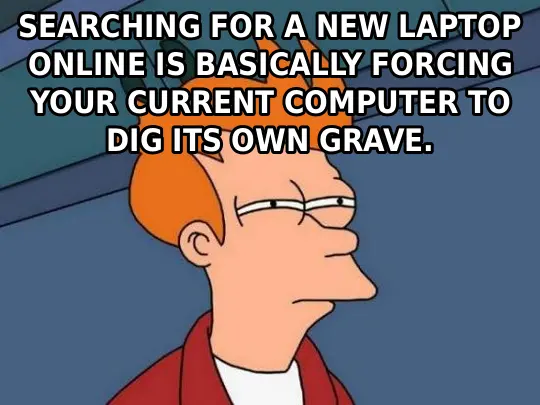 SEARCHING FOR A NEW LAPTOP
ONLINE IS BASICALLY FORCING
YOUR CURRENT COMPUTER TO
DIG ITS OWN GRAVE.